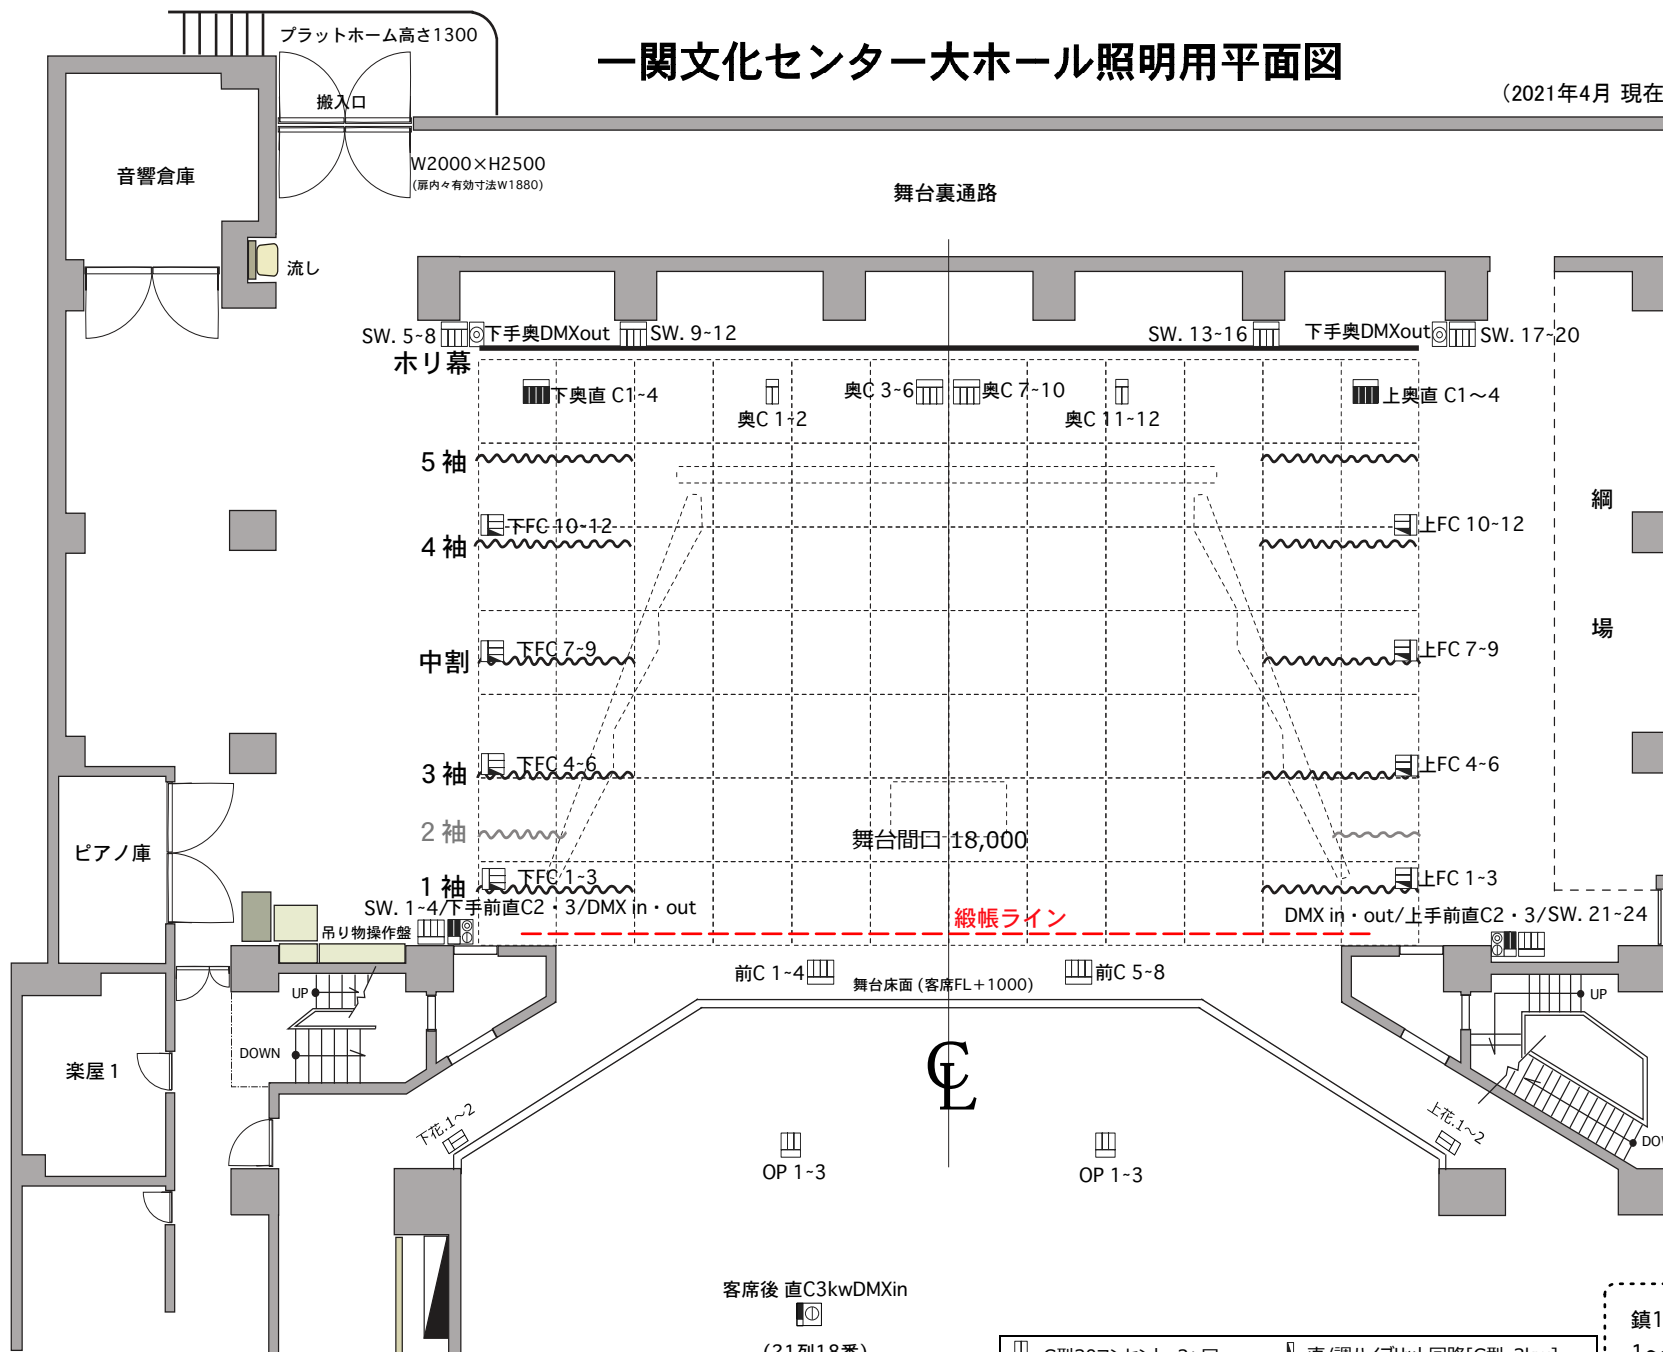 プラットホーム高さ1300
一関文化センター大ホール照明用平面図
(2021年4月 現在
搬入口
W2000×H2500
(扉内々有効寸法W1880)
音響倉庫
舞台裏通路
流し
SW. 5~8
下手奥DMXout
SW. 9~12
SW. 13~16
下手奥DMXout
SW. 17~20
ホリ幕
下奥直 C1~4
奥C 1~2
奥C 3~6
奥C 7~10
奥C 11~12
上奥直 C1〜4
5 袖
綱
場
下FC 10~12
上FC 10~12
4 袖
下FC 7~9
上FC 7~9
中割
下FC 4~6
上FC 4~6
3 袖
2 袖
舞台間口 18,000
ピアノ庫
下FC 1~3
上FC 1~3
1 袖
SW. 1~4/下手前直C2・3/DMX in・out
緞帳ライン
DMX in・out/上手前直C2・3/SW. 21~24
吊り物操作盤
前C 1~4
前C 5~8
舞台床面 (客席FL+1000)
UP
UP
DOWN
CL
楽屋 1
下花.1〜2
上花.1〜2
OP 1~3
OP 1~3
客席後 直C3kwDMXin
(21列18番)
鎮1